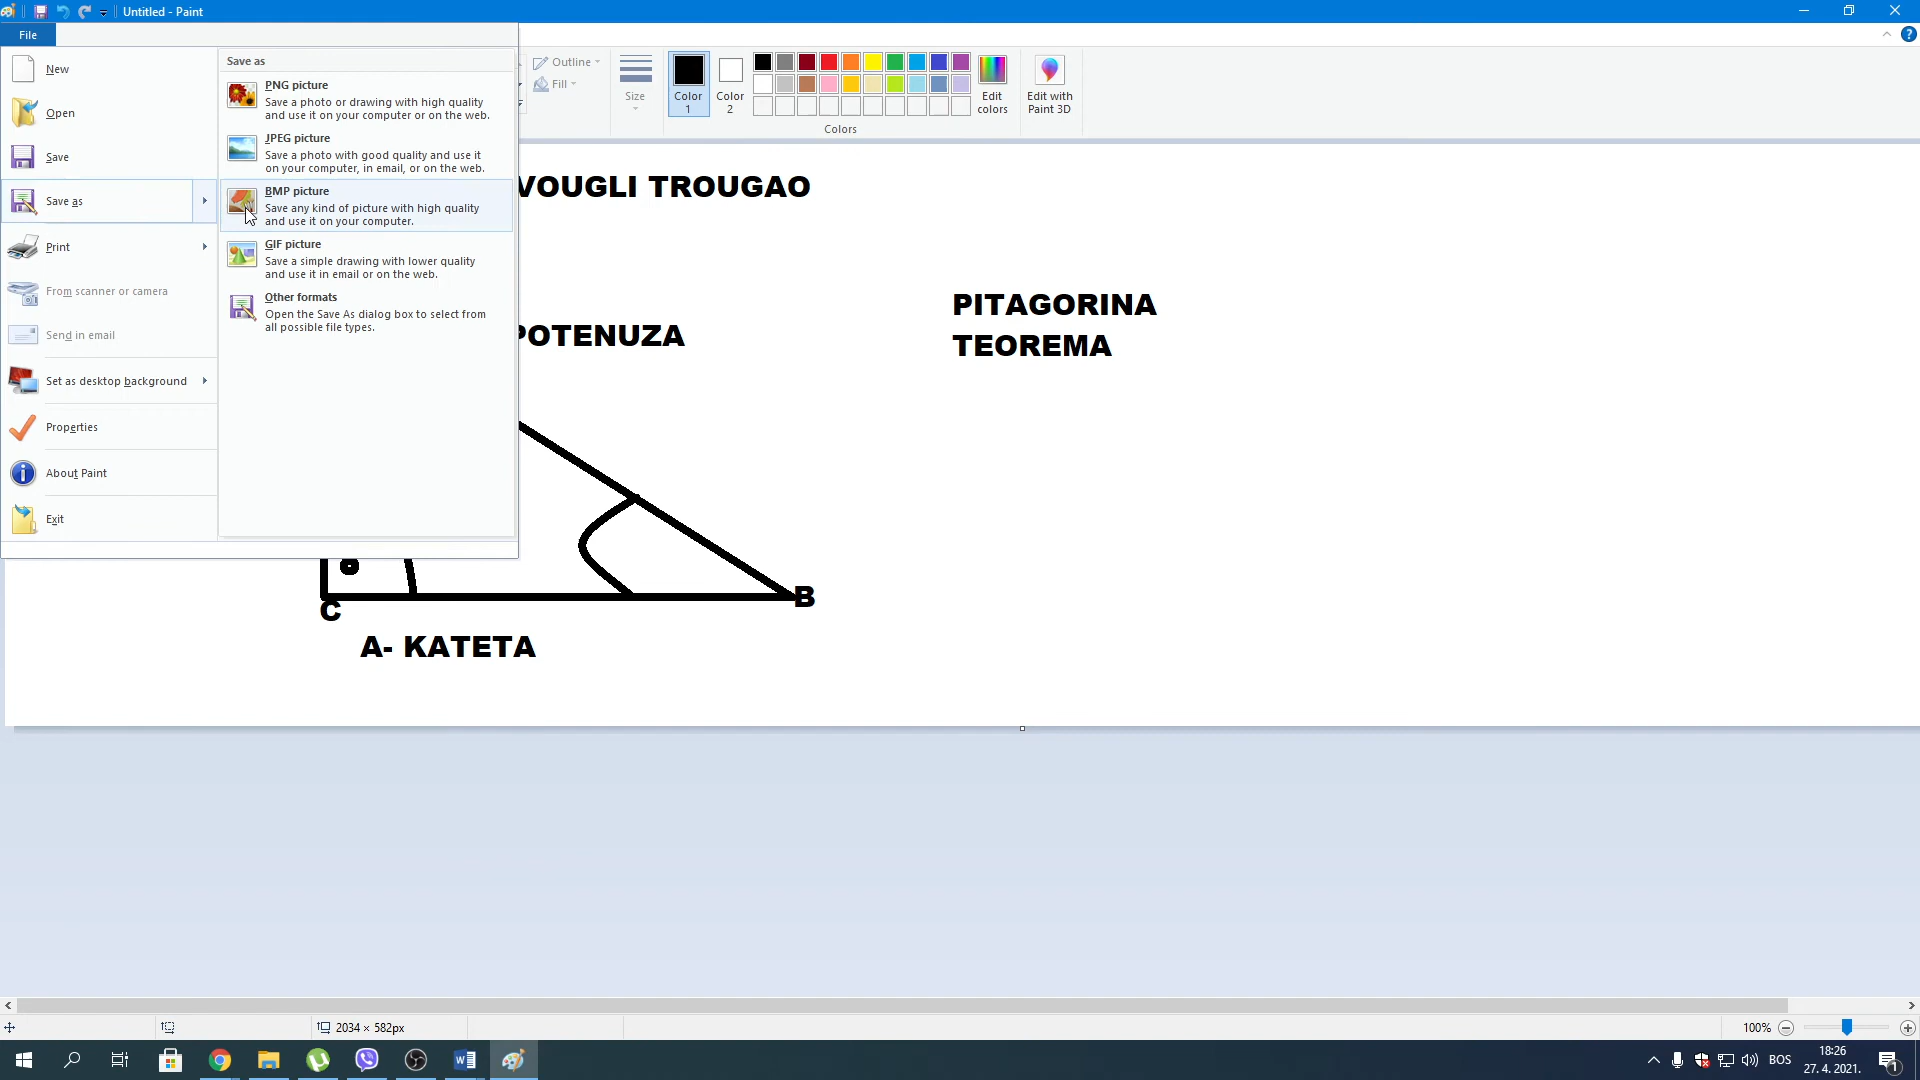 Untitled - Paint
File
New
Open
Save
Save as
Print
From scanner or camera
Send in email
Set as desktop background
Properties
About Paint
Exit
Save as
PNG picture
Save a photo or drawing with high quality
and use it on your computer or on the web.
JPEG picture
Save a photo with good quality and use it
on your computer, in email, or on the web.
BMP picture
Save any kind of picture with high quality
and use it on your computer.
GIF picture
Save a simple drawing with lower quality
and use it in email or on the web.
Other formats
Open the Save As dialog box to select from
all possible file types.
Outline
Fill
Size
Color
1
Color
2
Edit
colors
Edit with
Paint 3D
Colors
VOUGLI TROUGAO
POTENUZA
PITAGORINA
TEOREMA
C
B
A- KATETA
2034 × 582px
100%
BOS
18:26
27. 4. 2021.
1